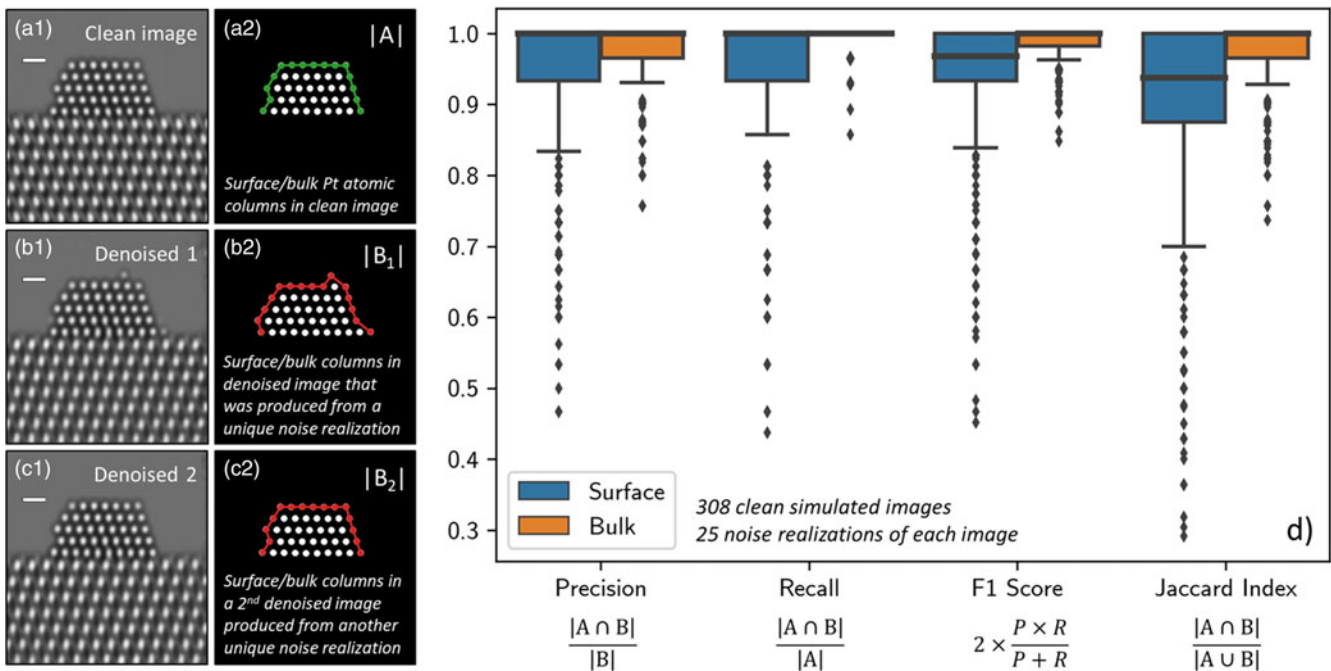 (a1) Clean image
(a2) |A|
Surface/bulk Pt atomic
columns in clean image
(b1) Denoised 1
(b2) |B₁|
Surface/bulk columns in
denoised image that
was produced from a
unique noise realization
(c1) Denoised 2
(c2) |B₂|
Surface/bulk columns in
a 2ⁿᵈ denoised image
produced from another
unique noise realization
1.0
0.9
0.8
0.7
0.6
0.5
0.4
0.3
Surface
Bulk
308 clean simulated images
25 noise realizations of each image
d)
Precision Recall F1 Score Jaccard Index
|A ∩ B| / |B|
|A ∩ B| / |A|
2 × P × R / P + R
|A ∩ B| / |A ∪ B|